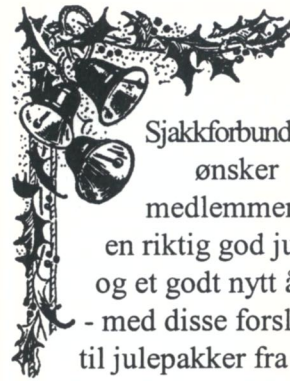 Sjakkforbund
ønsker
medlemmer
en riktig god ju
og et godt nytt å
- med disse forsl
til julepakker fra